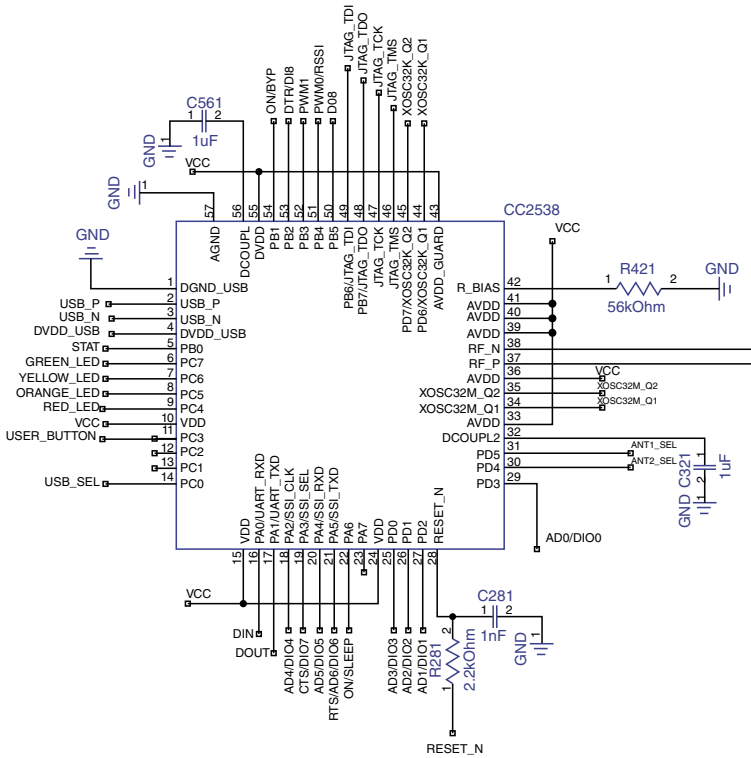 C561
1 2
1uF
1
GND
VCC
GND
1
ON/BYP
DTR/DI8
PWM1
PWM0/RSSI
D08
JTAG_TDI
JTAG_TDO
JTAG_TCK
JTAG_TMS
XOSC32K_Q2
XOSC32K_Q1
57 AGND
56 DCOUPL
55 DVDD
54 PB1
53 PB2
52 PB3
51 PB4
50 PB5
49 PB6/JTAG_TDI
48 PB7/JTAG_TDO
47 JTAG_TCK
46 JTAG_TMS
45 PD7/XOSC32K_Q2
44 PD6/XOSC32K_Q1
43 AVDD_GUARD
CC2538
VCC
GND
1 DGND_USB
USB_P 2 USB_P
USB_N 3 USB_N
DVDD_USB 4 DVDD_USB
STAT 5 PB0
GREEN_LED 6 PC7
YELLOW_LED 7 PC6
ORANGE_LED 8 PC5
RED_LED 9 PC4
VCC 10 VDD
USER_BUTTON 11 PC3
12 PC2
13 PC1
USB_SEL 14 PC0
R_BIAS 42
1 R421 2
56kOhm
GND
1
AVDD 41
AVDD 40
AVDD 39
RF_N 38
RF_P 37
AVDD 36 VCC
XOSC32M_Q2 35 XOSC32M_Q2
XOSC32M_Q1 34 XOSC32M_Q1
AVDD 33
DCOUPL2 32
PD5 31 ANT1_SEL
PD4 30 ANT2_SEL
PD3 29
AD0/DIO0
1
C321
1uF
2
GND
1
VDD 15
PA0/UART_RXD 16
PA1/UART_TXD 17
PA2/SSI_CLK 18
PA3/SSI_SEL 19
PA4/SSI_RXD 20
PA5/SSI_TXD 21
PA6 22
PA7 23
VDD 24
PD0 25
PD1 26
PD2 27
RESET_N 28
VCC
DIN
DOUT
AD4/DIO4
CTS/DIO7
AD5/DIO5
RTS/AD6/DIO6
ON/SLEEP
AD3/DIO3
AD2/DIO2
AD1/DIO1
C281
1 2
1nF
GND
1
2
R281
2.2kOhm
1
RESET_N